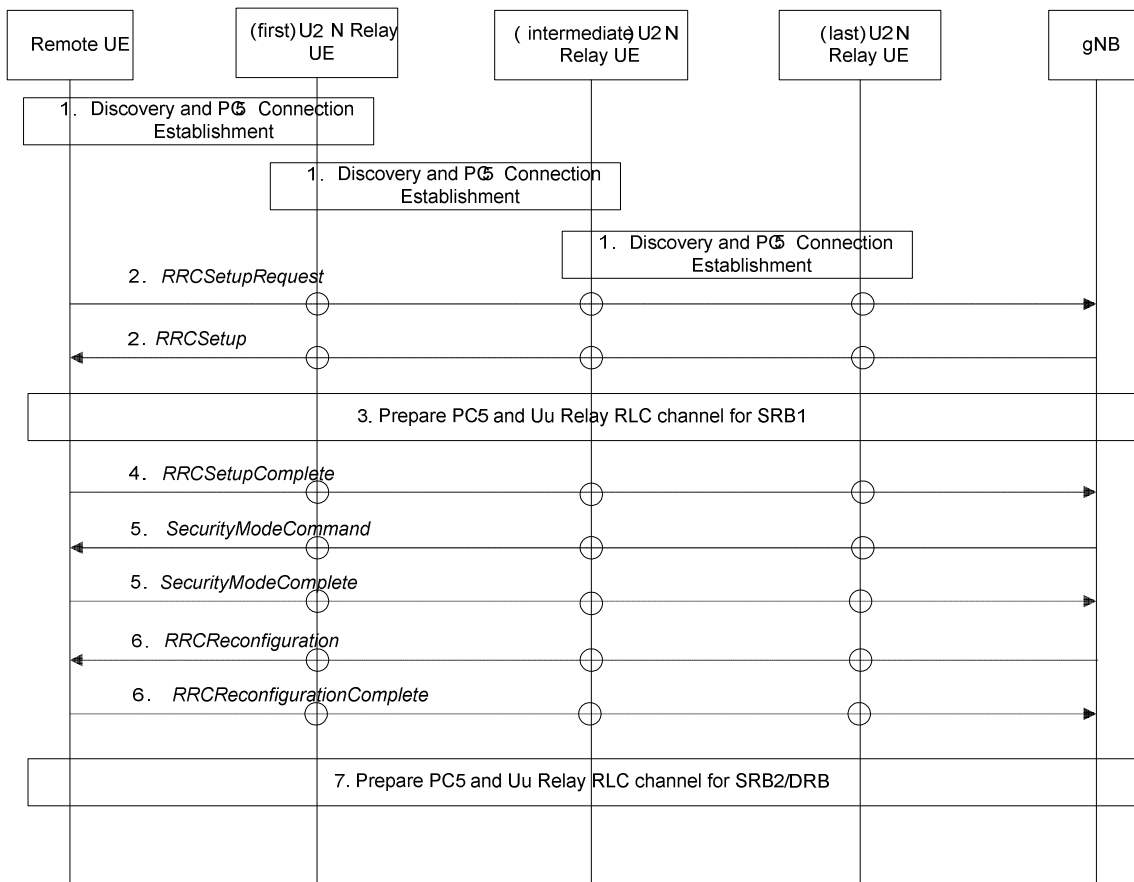 Remote UE
(first)U2N Relay
UE
(intermediate)U2N
Relay UE
(last)U2N
Relay UE
gNB
1. Discovery and PC5 Connection
Establishment
1. Discovery and PC5 Connection
Establishment
1. Discovery and PC5 Connection
Establishment
2. RRCSetupRequest
2. RRCSetup
3. Prepare PC5 and Uu Relay RLC channel for SRB1
4. RRCSetupComplete
5. SecurityModeCommand
5. SecurityModeComplete
6. RRCReconfiguration
6. RRCReconfigurationComplete
7. Prepare PC5 and Uu Relay RLC channel for SRB2/DRB